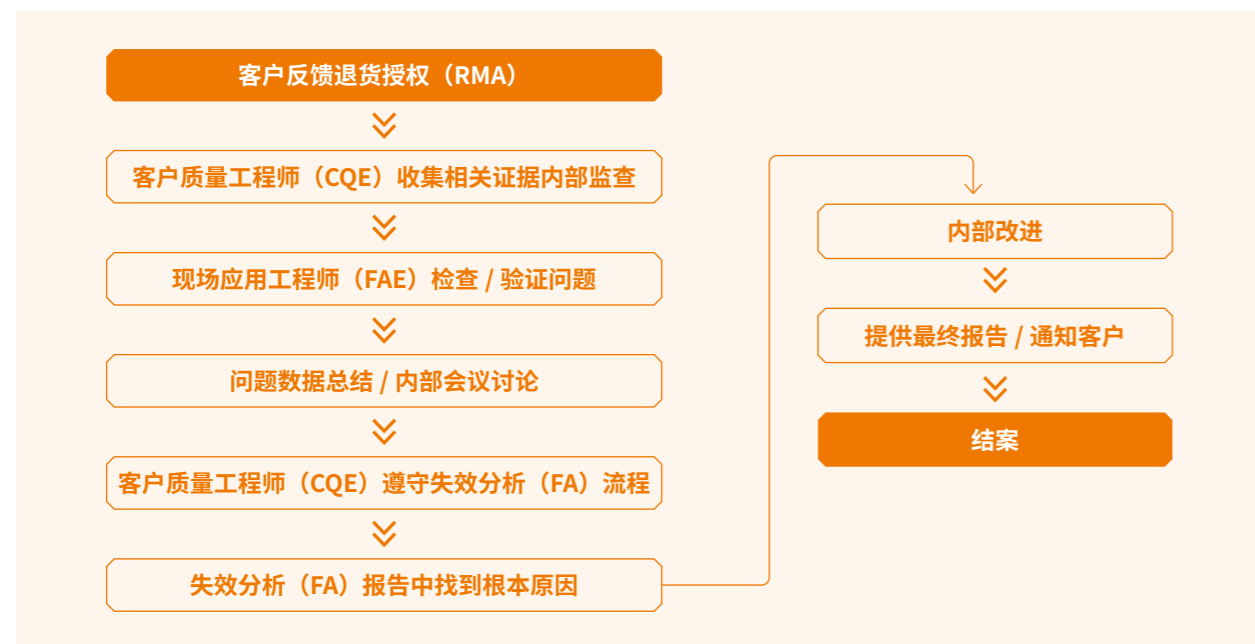 客户反馈退货授权（RMA）
客户质量工程师（CQE）收集相关证据内部监查
现场应用工程师（FAE）检查 / 验证问题
问题数据总结 / 内部会议讨论
客户质量工程师（CQE）遵守失效分析（FA）流程
失效分析（FA）报告中找到根本原因
内部改进
提供最终报告 / 通知客户
结案